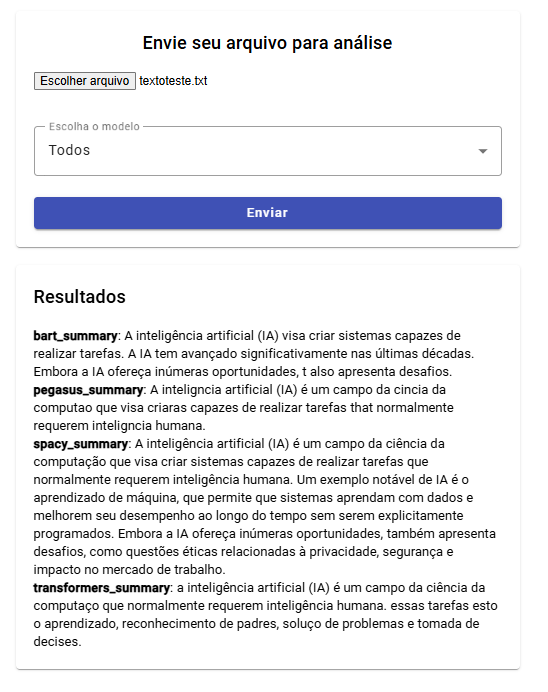 Envie seu arquivo para análise
Escolher arquivo textoteste.txt
Escolha o modelo
Todos
Enviar
Resultados
bart_summary: A inteligência artificial (IA) visa criar sistemas capazes de
realizar tarefas. A IA tem avançado significativamente nas últimas décadas.
Embora a IA ofereça inúmeras oportunidades, t also apresenta desafios.
pegasus_summary: A inteligncia artificial (IA) é um campo da cincia da
computao que visa criaras capazes de realizar tarefas that normalmente
requerem inteligncia humana.
spacy_summary: A inteligência artificial (IA) é um campo da ciência da
computação que visa criar sistemas capazes de realizar tarefas que
normalmente requerem inteligência humana. Um exemplo notável de IA é o
aprendizado de máquina, que permite que sistemas aprendam com dados e
melhorem seu desempenho ao longo do tempo sem serem explicitamente
programados. Embora a IA ofereça inúmeras oportunidades, também apresenta
desafios, como questões éticas relacionadas à privacidade, segurança e
impacto no mercado de trabalho.
transformers_summary: a inteligência artificial (IA) é um campo da ciência da
computaço que normalmente requerem inteligência humana. essas tarefas esto
o aprendizado, reconhecimento de padres, soluço de problemas e tomada de
decises.